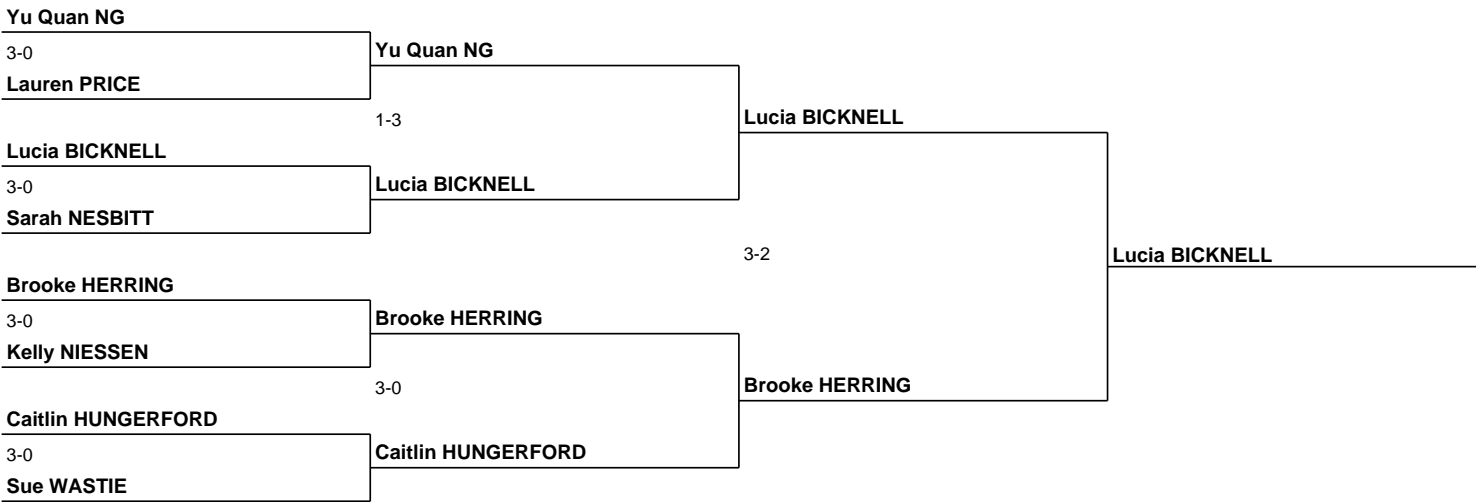 Yu Quan NG
3-0
Lauren PRICE
Lucia BICKNELL
3-0
Sarah NESBITT
Brooke HERRING
3-0
Kelly NIESSEN
Caitlin HUNGERFORD
3-0
Sue WASTIE
Yu Quan NG
1-3
Lucia BICKNELL
Brooke HERRING
3-0
Caitlin HUNGERFORD
Lucia BICKNELL
3-2
Brooke HERRING
Lucia BICKNELL